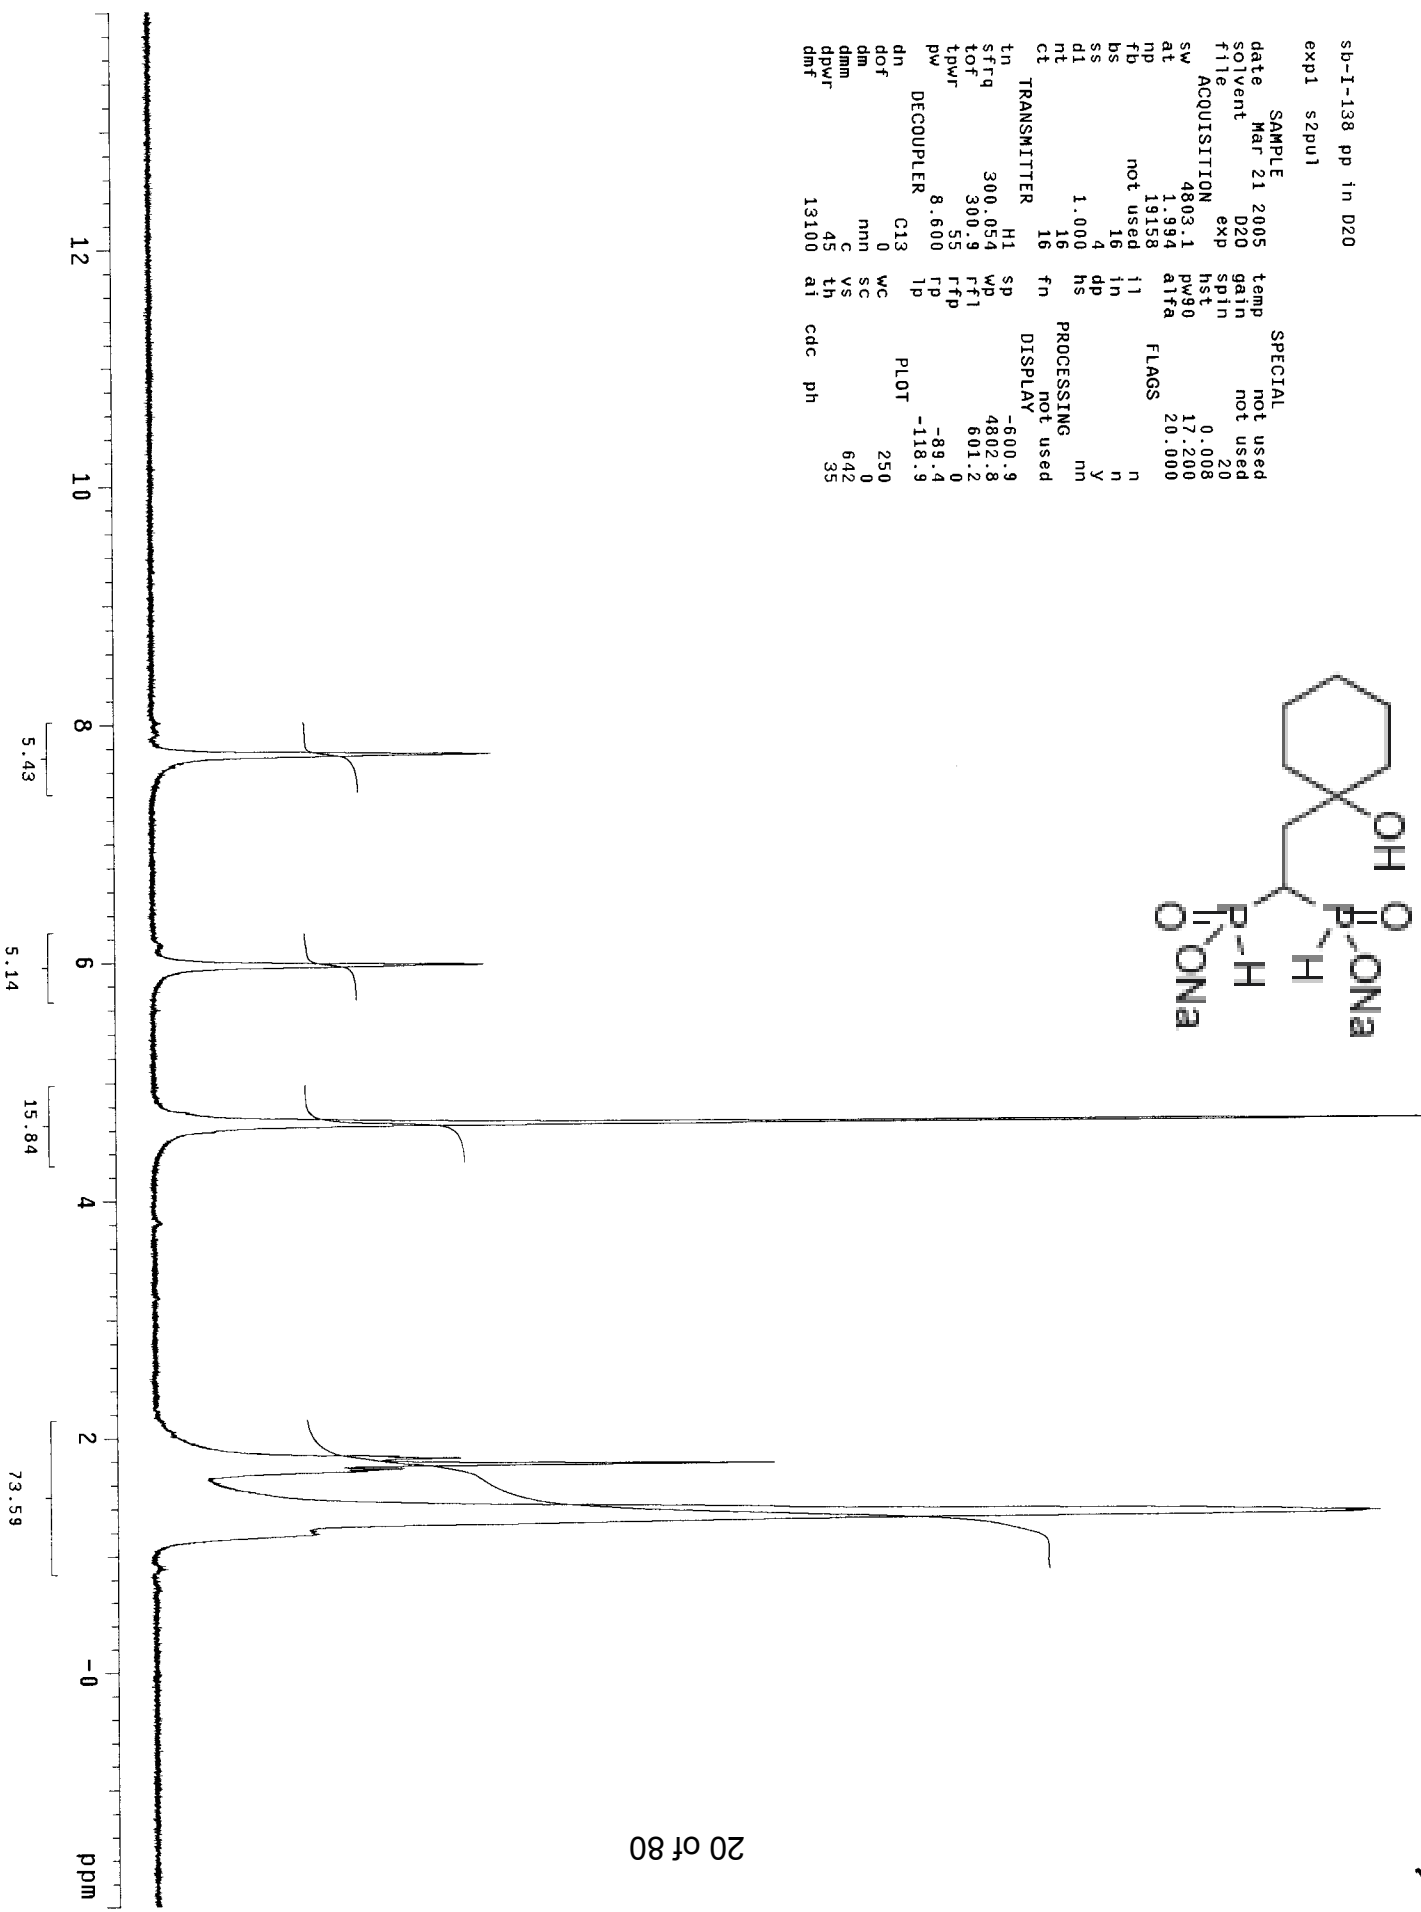 sb-I-138 pp in D2O
exp1 s2pul
SAMPLE
date Mar 21 2005
solvent D2O
file exp
ACQUISITION
sw 4803.1
at 1.994
np 19158
fb not used
bs 16
ss 4
d1 1.000
nt 16
ct 16
TRANSMITTER
tn H1
sfrq 300.054
tof 300.9
tpwr 55
pw 8.600
DECOUPLER
dn C13
dof 0
dm nnn
dmm c
dpwr 45
dmf 13100
SPECIAL
temp not used
gain not used
spin 20
hst 0.008
pw90 17.200
alfa 20.000
FLAGS
il n
in n
dp y
hs nn
PROCESSING
fn not used
DISPLAY
sp -600.9
wp 4802.8
rfl 601.2
rfp 0
rp -89.4
lp -118.9
PLOT
wc 250
sc 0
vs 642
th 35
ai cdc ph
OH
O
P
ONa
H
H
P
O
ONa
12 10 8 6 4 2 -0 ppm
5.43 5.14 15.84 73.59
20 of 80